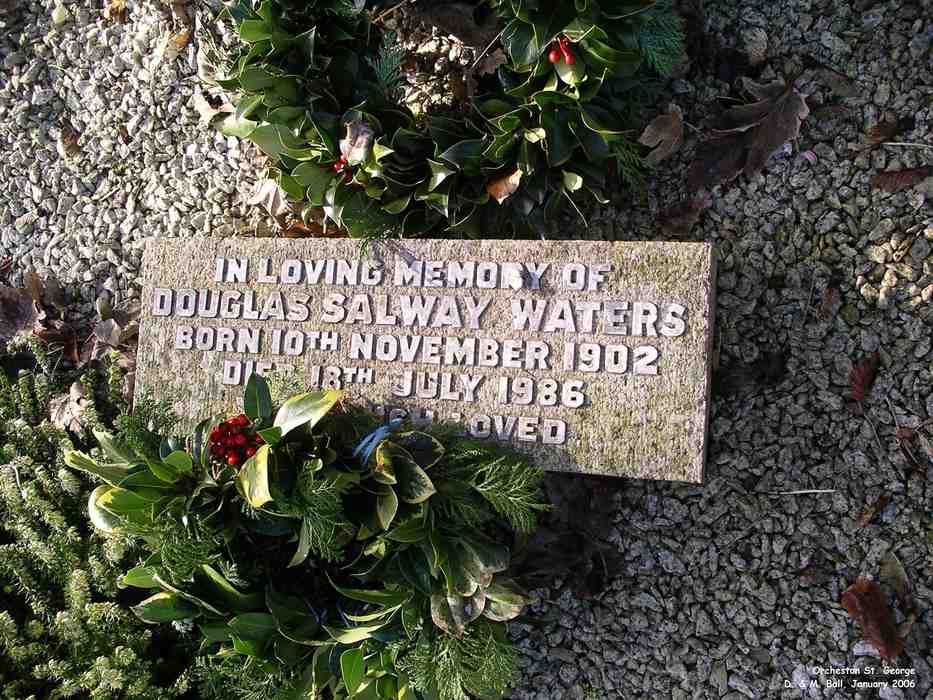 IN LOVING MEMORY OF
DOUGLAS SALWAY WATERS
BORN 10TH NOVEMBER 1902
DIED 18TH JULY 1986
LOVED
Orcheston St. George
D. & M. Ball, January 2006